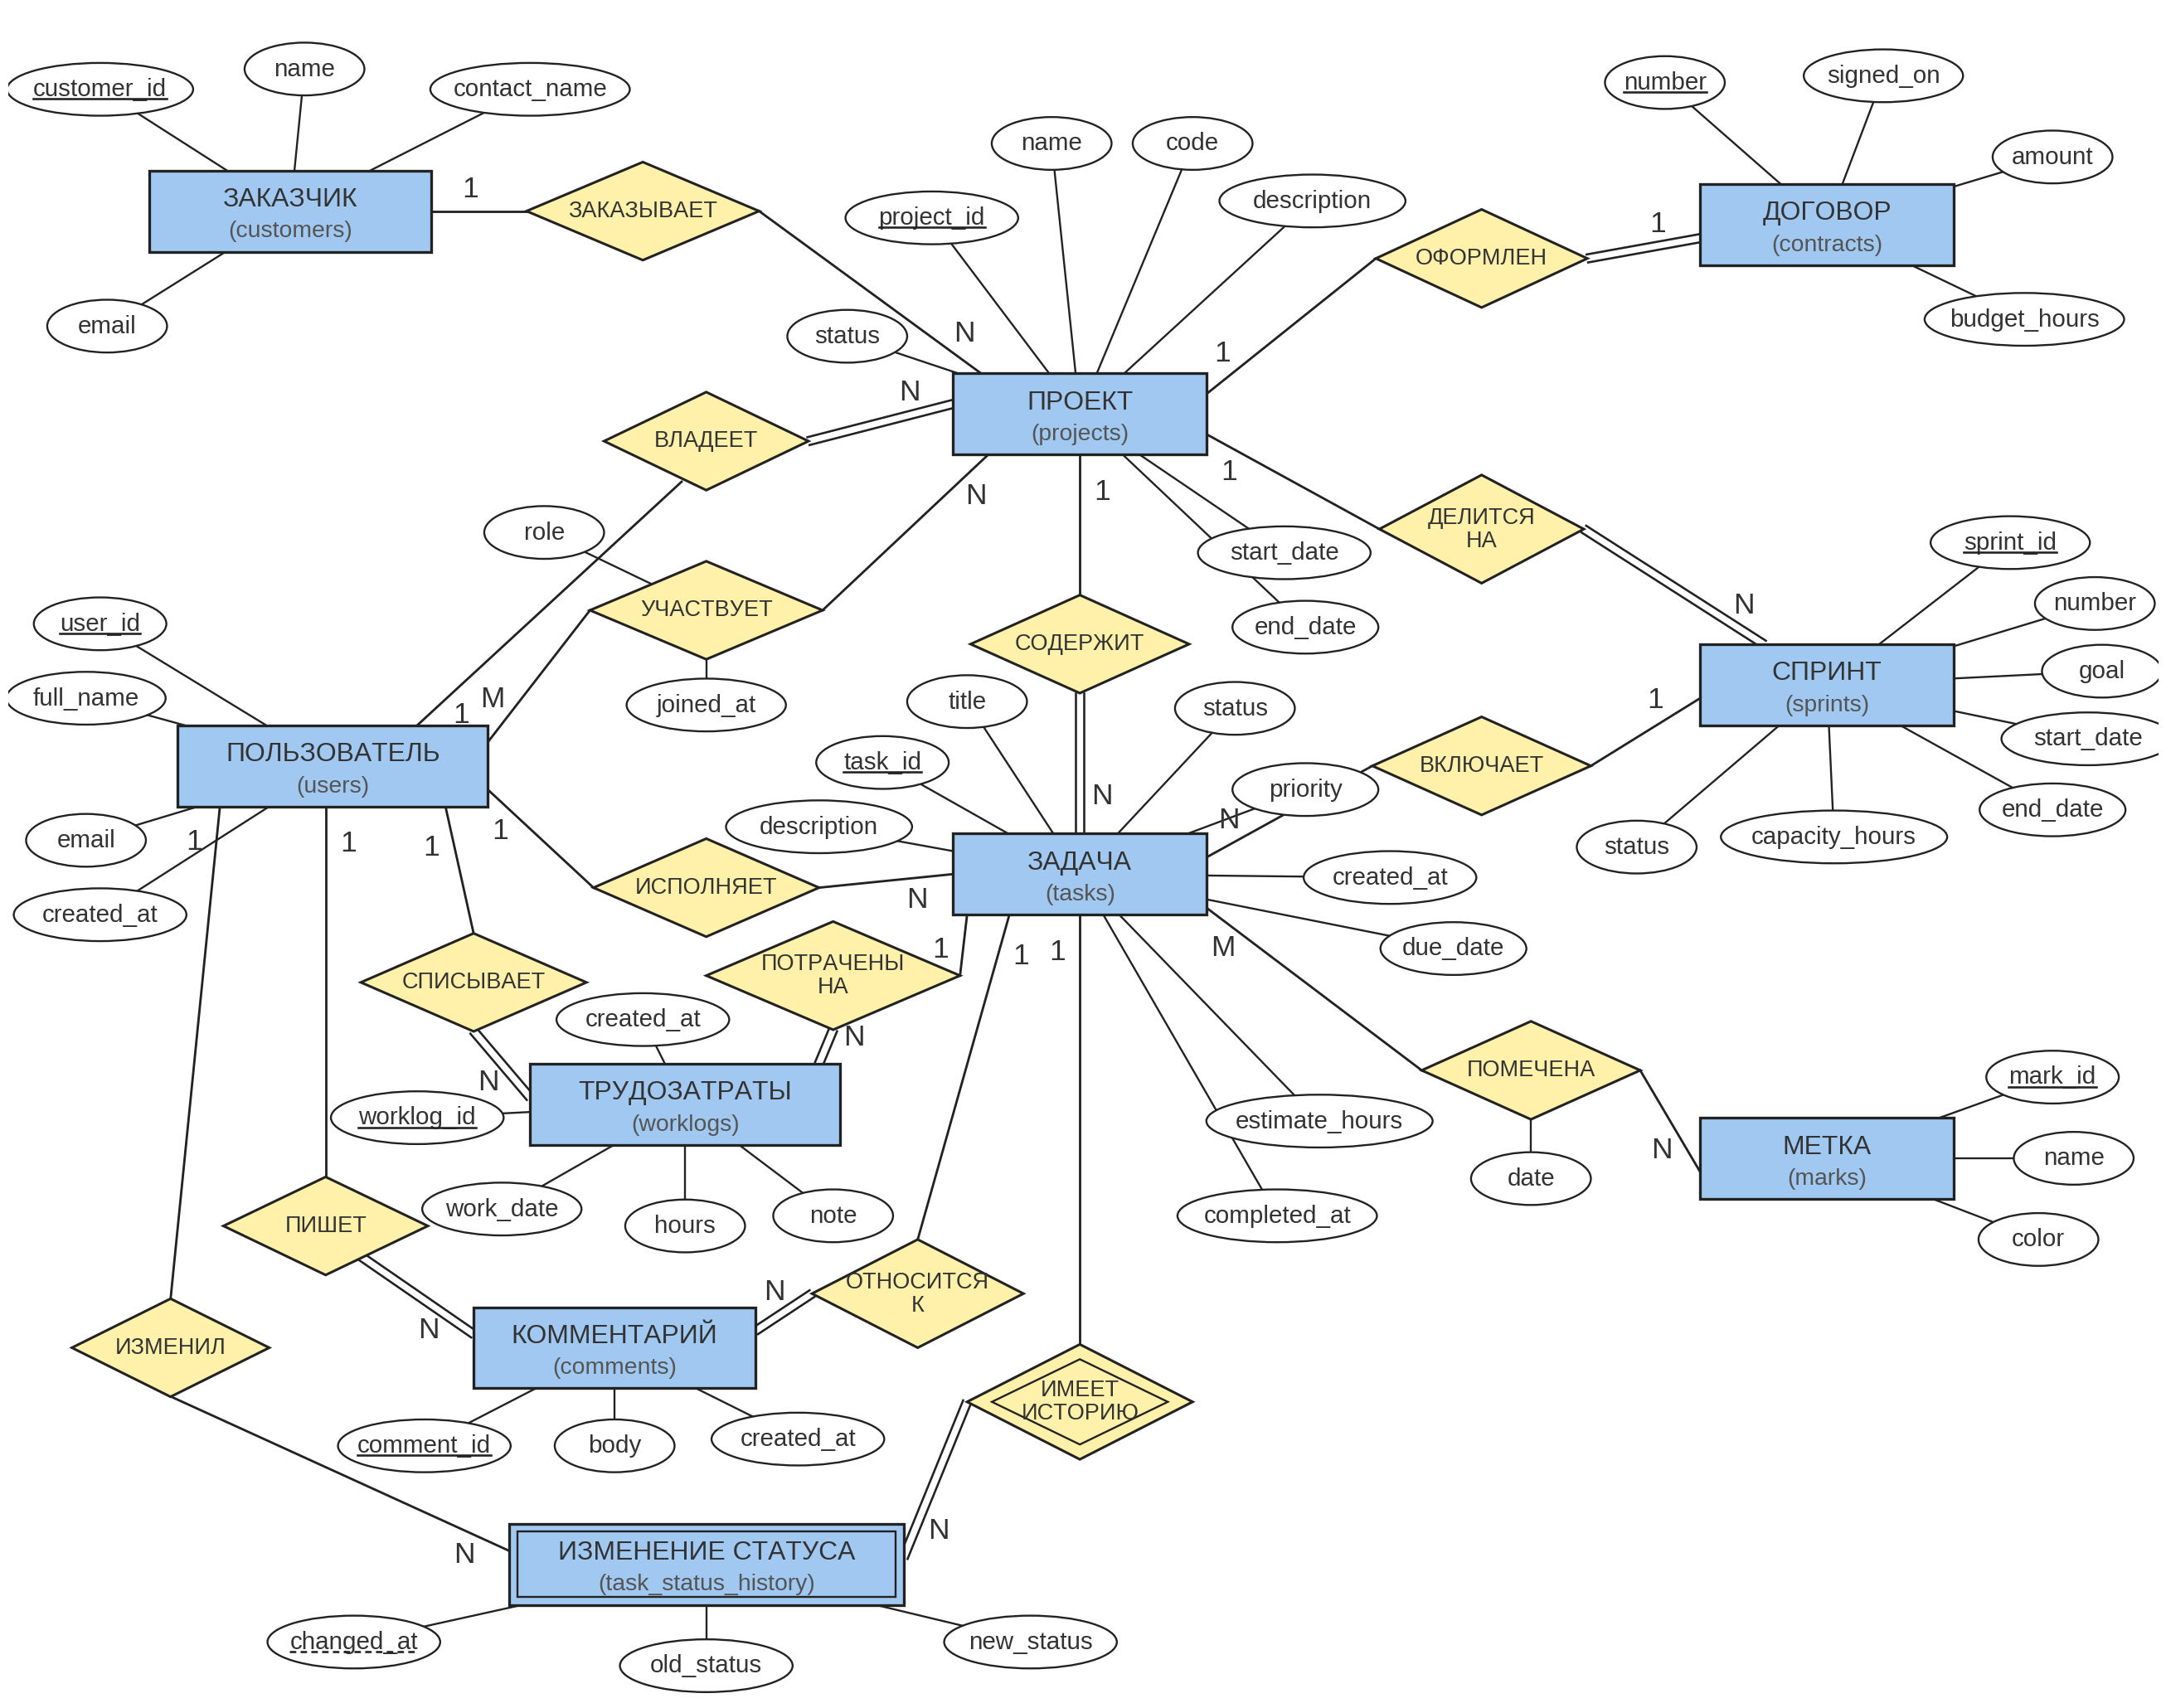 customer_id
name
contact_name
ЗАКАЗЧИК
(customers)
email
1
ЗАКАЗЫВАЕТ
N
name
code
project_id
description
status
ПРОЕКТ
(projects)
number
signed_on
amount
ДОГОВОР
(contracts)
budget_hours
ОФОРМЛЕН
1
1
ВЛАДЕЕТ
N
1
role
УЧАСТВУЕТ
joined_at
N
M
1
1
start_date
end_date
ДЕЛИТСЯ
НА
N
sprint_id
number
goal
start_date
end_date
capacity_hours
status
СПРИНТ
(sprints)
СОДЕРЖИТ
N
user_id
full_name
ПОЛЬЗОВАТЕЛЬ
(users)
email
created_at
1
1
1
1
title
status
task_id
priority
description
ЗАДАЧА
(tasks)
ВКЛЮЧАЕТ
1
N
created_at
due_date
ИСПОЛНЯЕТ
N
СПИСЫВАЕТ
N
ПОТРАЧЕНЫ
НА
1
N
1
1
M
created_at
ТРУДОЗАТРАТЫ
(worklogs)
worklog_id
work_date
hours
note
estimate_hours
completed_at
ПОМЕЧЕНА
date
N
mark_id
МЕТКА
(marks)
name
color
ПИШЕТ
N
ОТНОСИТСЯ
К
N
ИЗМЕНИЛ
КОММЕНТАРИЙ
(comments)
comment_id
body
created_at
ИМЕЕТ
ИСТОРИЮ
N
N
ИЗМЕНЕНИЕ СТАТУСА
(task_status_history)
changed_at
old_status
new_status